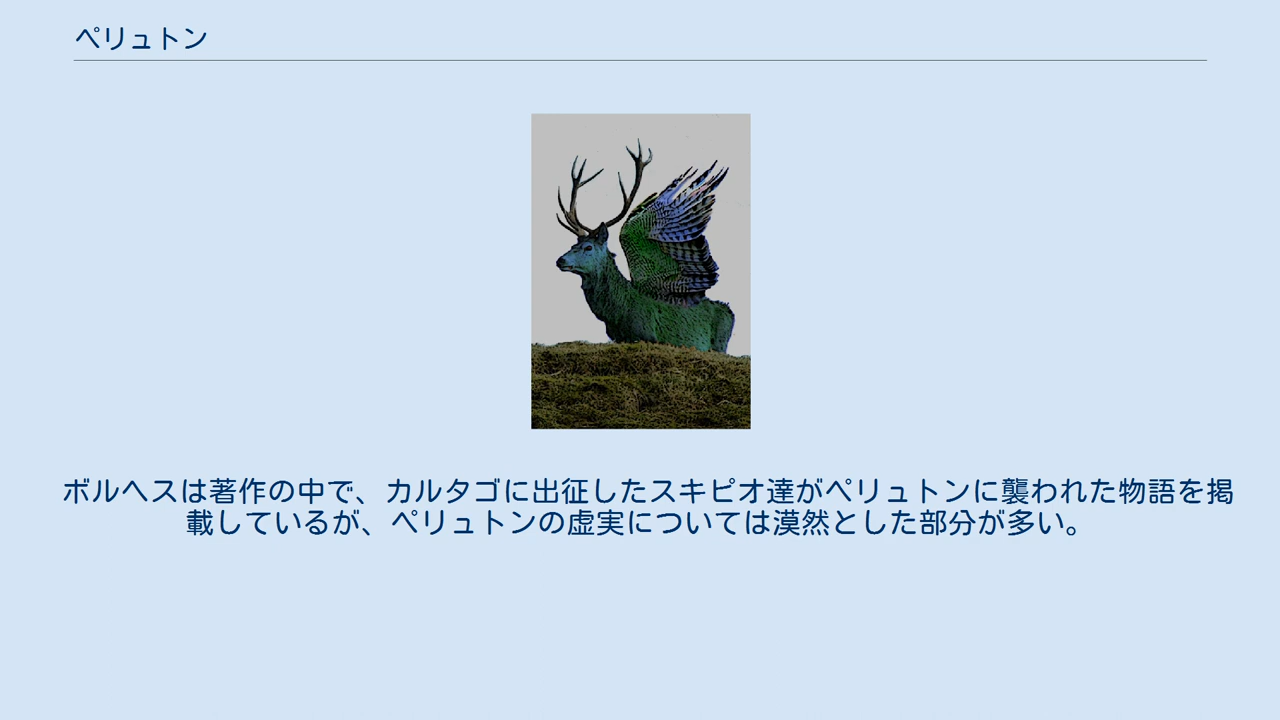 ペリュトン
ボルヘスは著作の中で、カルタゴに出征したスキピオ達がペリュトンに襲われた物語を掲
載しているが、ペリュトンの虚実については漠然とした部分が多い。